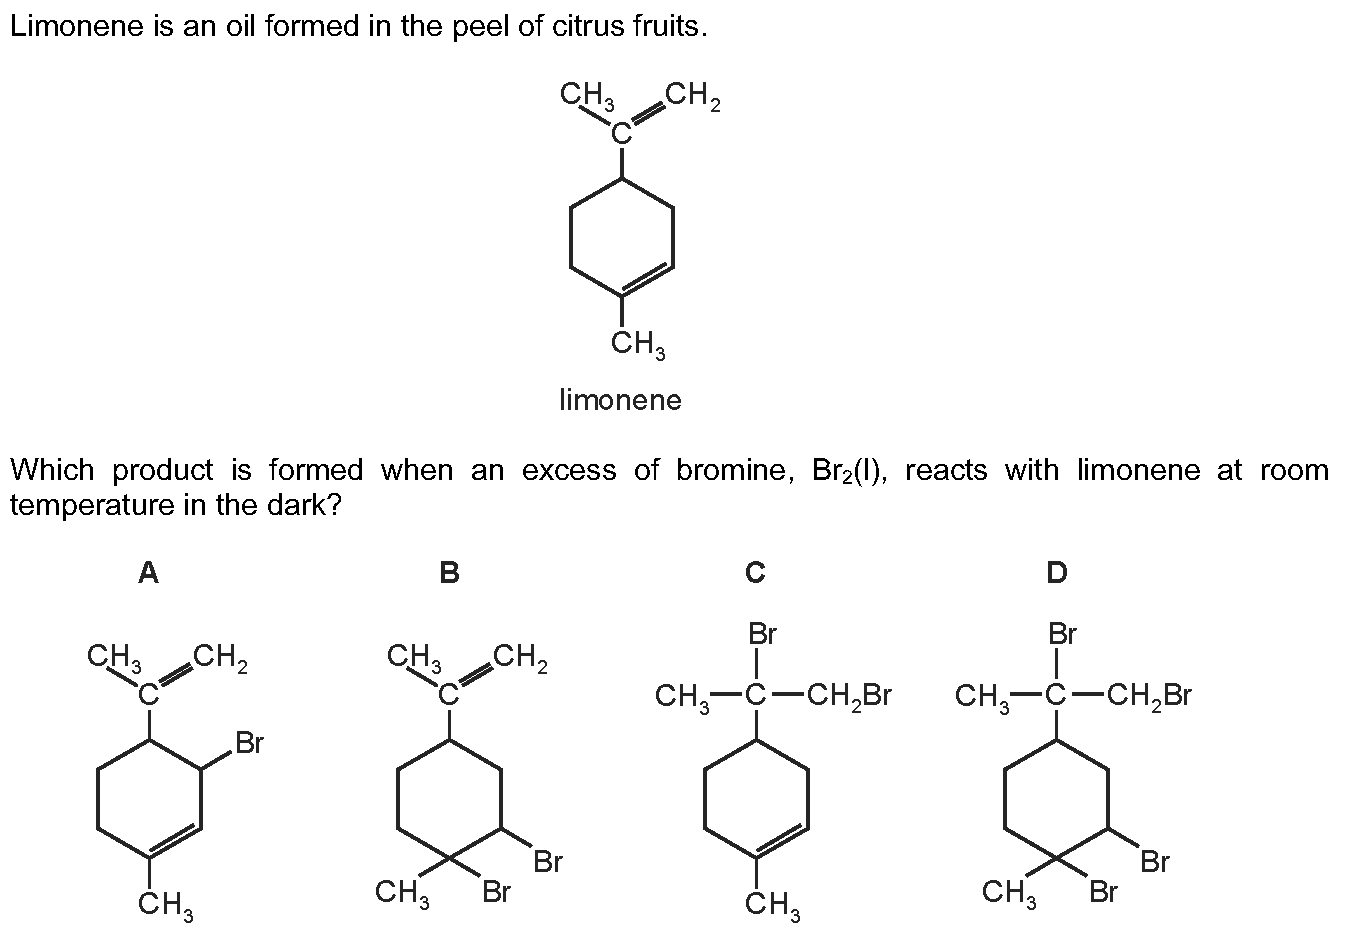 Limonene is an oil formed in the peel of citrus fruits.
CH3 CH2
C
CH3
limonene
Which product is formed when an excess of bromine, Br2(l), reacts with limonene at room
temperature in the dark?
A B C D
Br Br
CH3 CH2 CH3 CH2
C C CH3 C CH2Br CH3 C CH2Br
Br
Br Br
CH3 Br CH3 Br
CH3 CH3